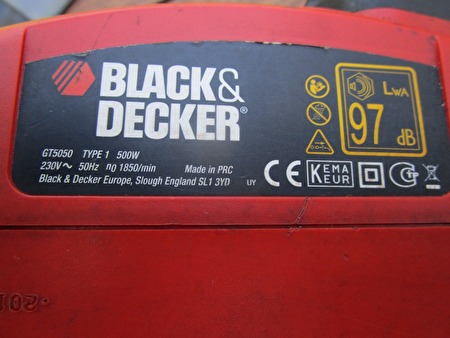 BLACK&
DECKER®
GT5050 TYPE 1 500W
230V~ 50Hz n0 1850/min Made in PRC
Black & Decker Europe, Slough England SL1 3YD UY
LWA
97
dB
CE
KEMA
KEUR